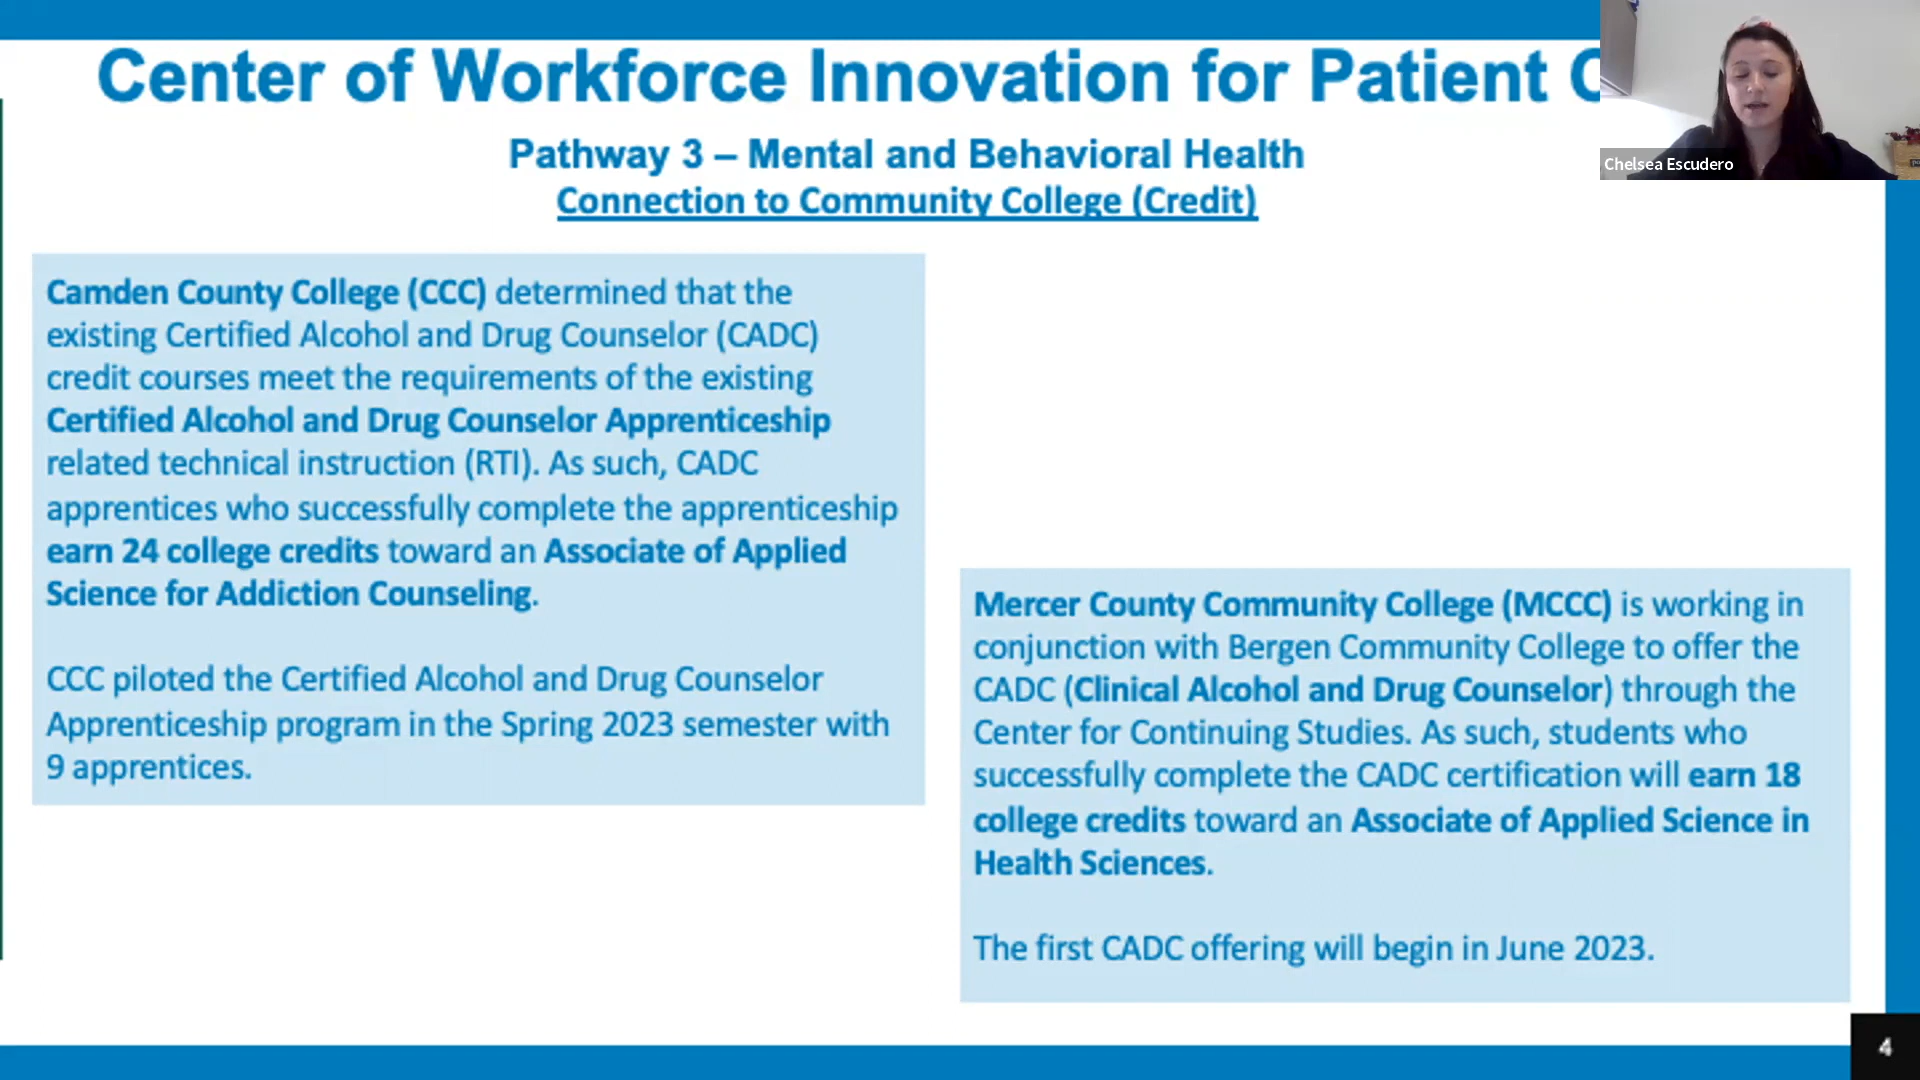 Center of Workforce Innovation for Patient
Chelsea Escudero
Pathway 3 – Mental and Behavioral Health
Connection to Community College (Credit)
Camden County College (CCC) determined that the
existing Certified Alcohol and Drug Counselor (CADC)
credit courses meet the requirements of the existing
Certified Alcohol and Drug Counselor Apprenticeship
related technical instruction (RTI). As such, CADC
apprentices who successfully complete the apprenticeship
earn 24 college credits toward an Associate of Applied
Science for Addiction Counseling.
CCC piloted the Certified Alcohol and Drug Counselor
Apprenticeship program in the Spring 2023 semester with
9 apprentices.
Mercer County Community College (MCCC) is working in
conjunction with Bergen Community College to offer the
CADC (Clinical Alcohol and Drug Counselor) through the
Center for Continuing Studies. As such, students who
successfully complete the CADC certification will earn 18
college credits toward an Associate of Applied Science in
Health Sciences.
The first CADC offering will begin in June 2023.
4